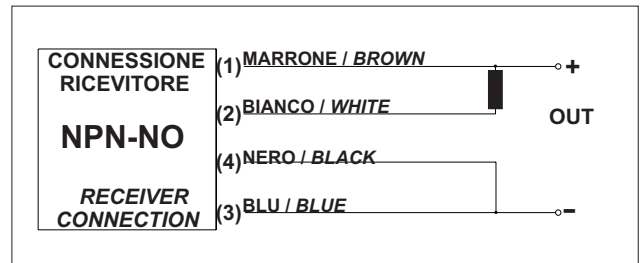 CONNESSIONE
RICEVITORE
NPN-NO
RECEIVER
CONNECTION
(1) MARRONE / BROWN
(2) BIANCO / WHITE
(4) NERO / BLACK
(3) BLU / BLUE
+
OUT
-